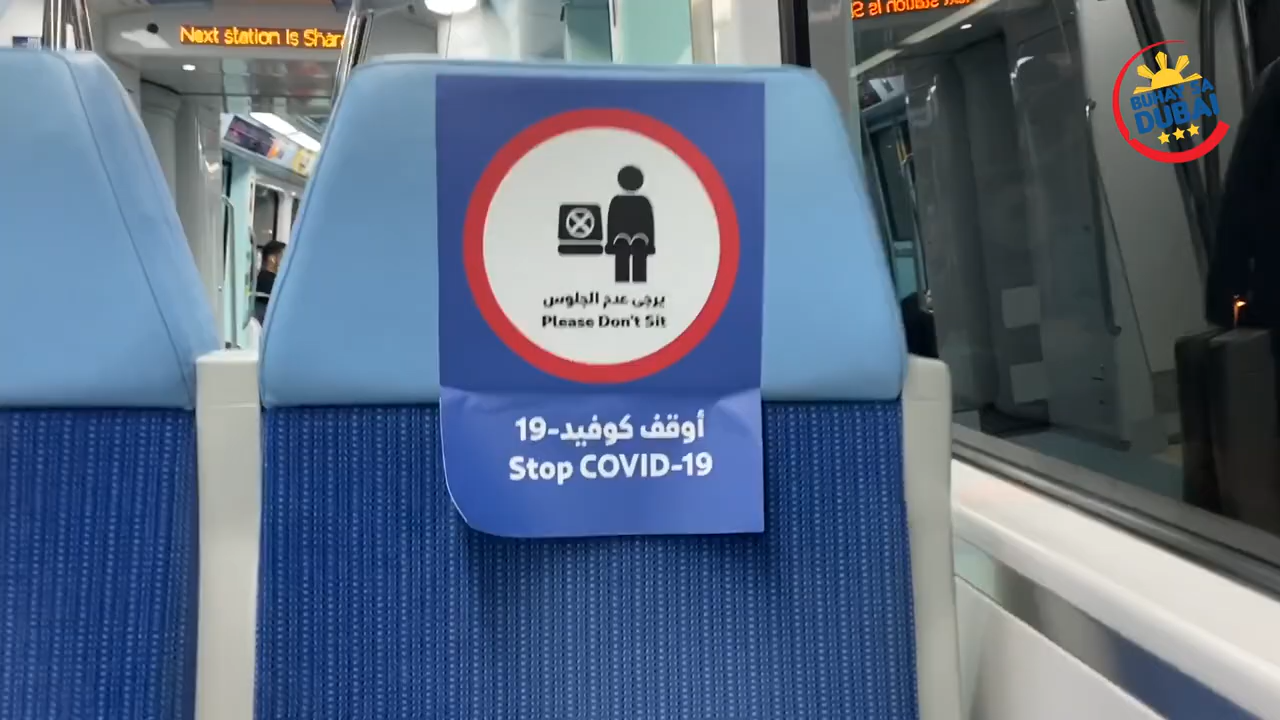 Next station is Shar
BUHAY SA
DUBAI
يرجى عدم الجلوس
Please Don't Sit
أوقف كوفيد-19
Stop COVID-19